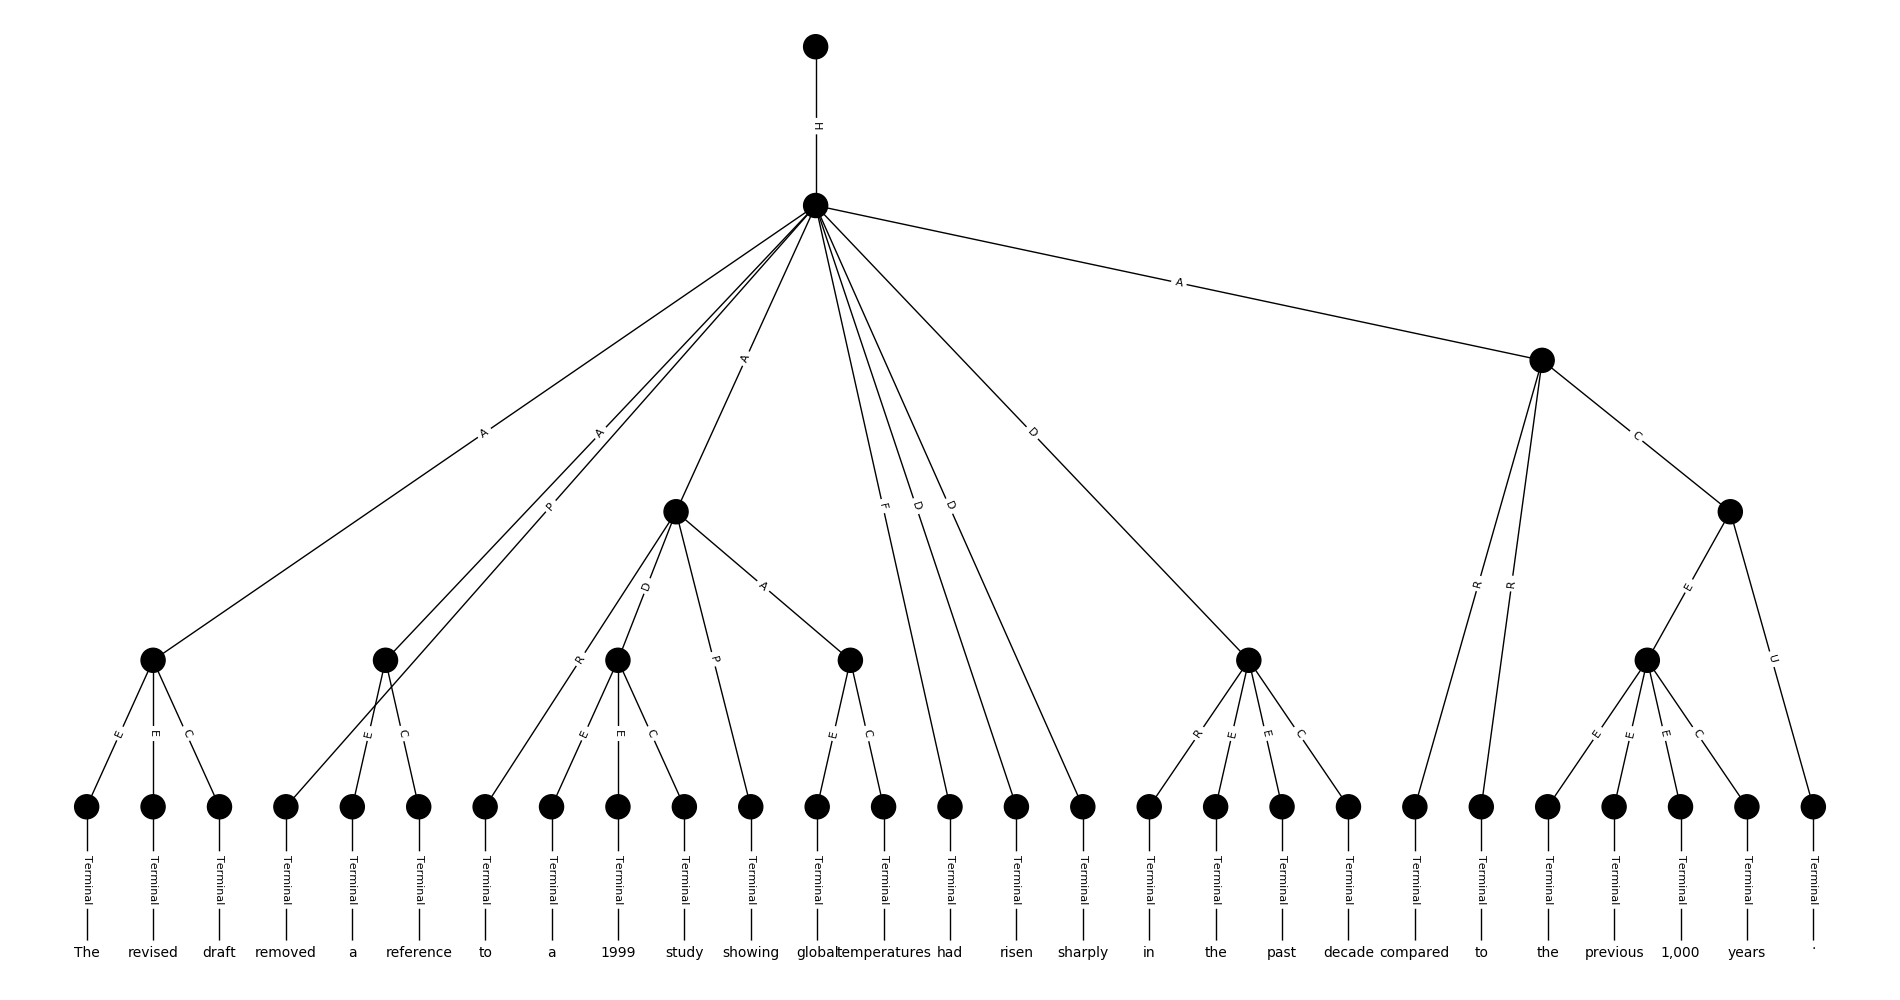 H
A
A
A
A
D
C
P
F
D
D
D
A
R
R
E
R
P
U
E
E
C
E
C
E
E
C
E
C
R
E
E
C
E
E
E
C
Terminal Terminal Terminal Terminal Terminal Terminal Terminal Terminal Terminal Terminal Terminal Terminal Terminal Terminal Terminal Terminal Terminal Terminal Terminal Terminal Terminal Terminal Terminal Terminal Terminal Terminal Terminal
The revised draft removed a reference to a 1999 study showing global temperatures had risen sharply in the past decade compared to the previous 1,000 years .